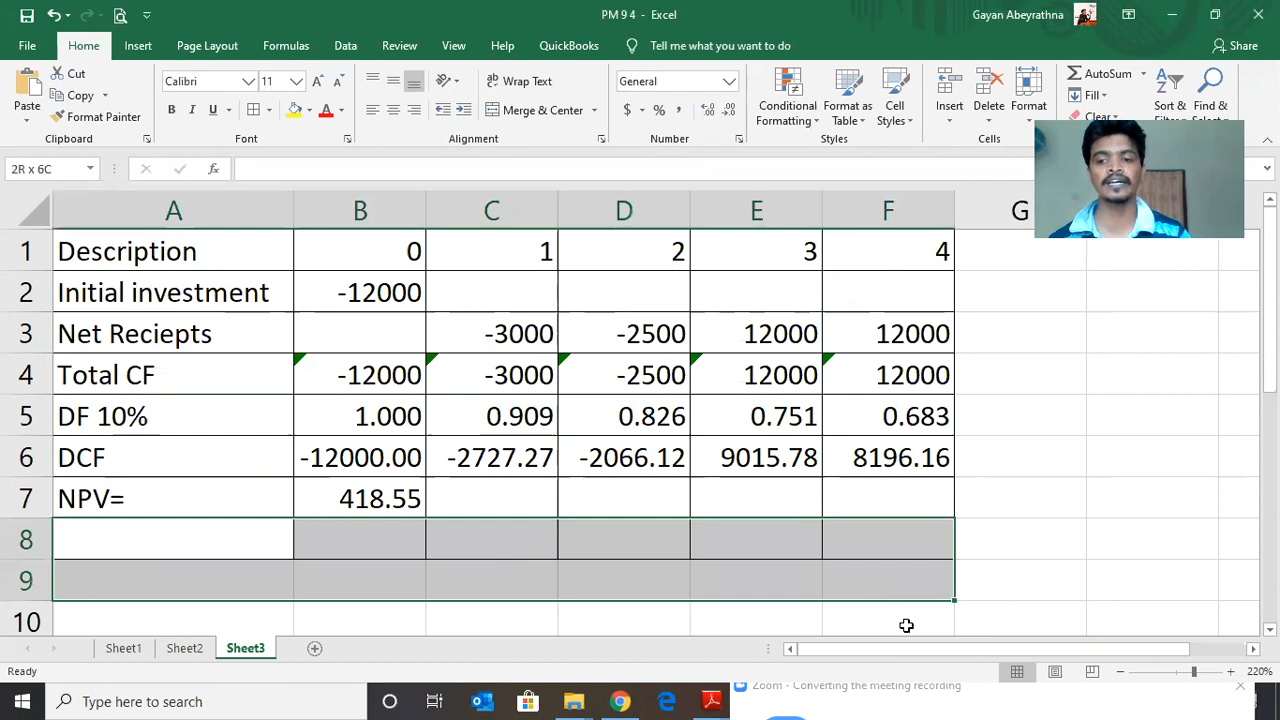 PM 9 4 - Excel
Gayan Abeyrathna
File Home Insert Page Layout Formulas Data Review View Help QuickBooks Tell me what you want to do Share
Paste
Cut
Copy
Format Painter
Calibri 11
B I U
Wrap Text
Merge & Center
General
$ % ,
Conditional Formatting
Format as Table
Cell Styles
Insert Delete Format
AutoSum
Fill
Clear
Sort &
Find &
Clipboard Font Alignment Number Styles Cells
2R x 6C fx
A B C D E F G
1 Description 0 1 2 3 4
2 Initial investment -12000
3 Net Reciepts -3000 -2500 12000 12000
4 Total CF -12000 -3000 -2500 12000 12000
5 DF 10% 1.000 0.909 0.826 0.751 0.683
6 DCF -12000.00 -2727.27 -2066.12 9015.78 8196.16
7 NPV= 418.55
8
9
10
Sheet1 Sheet2 Sheet3
Ready 220%
Type here to search
Zoom - Converting the meeting recording